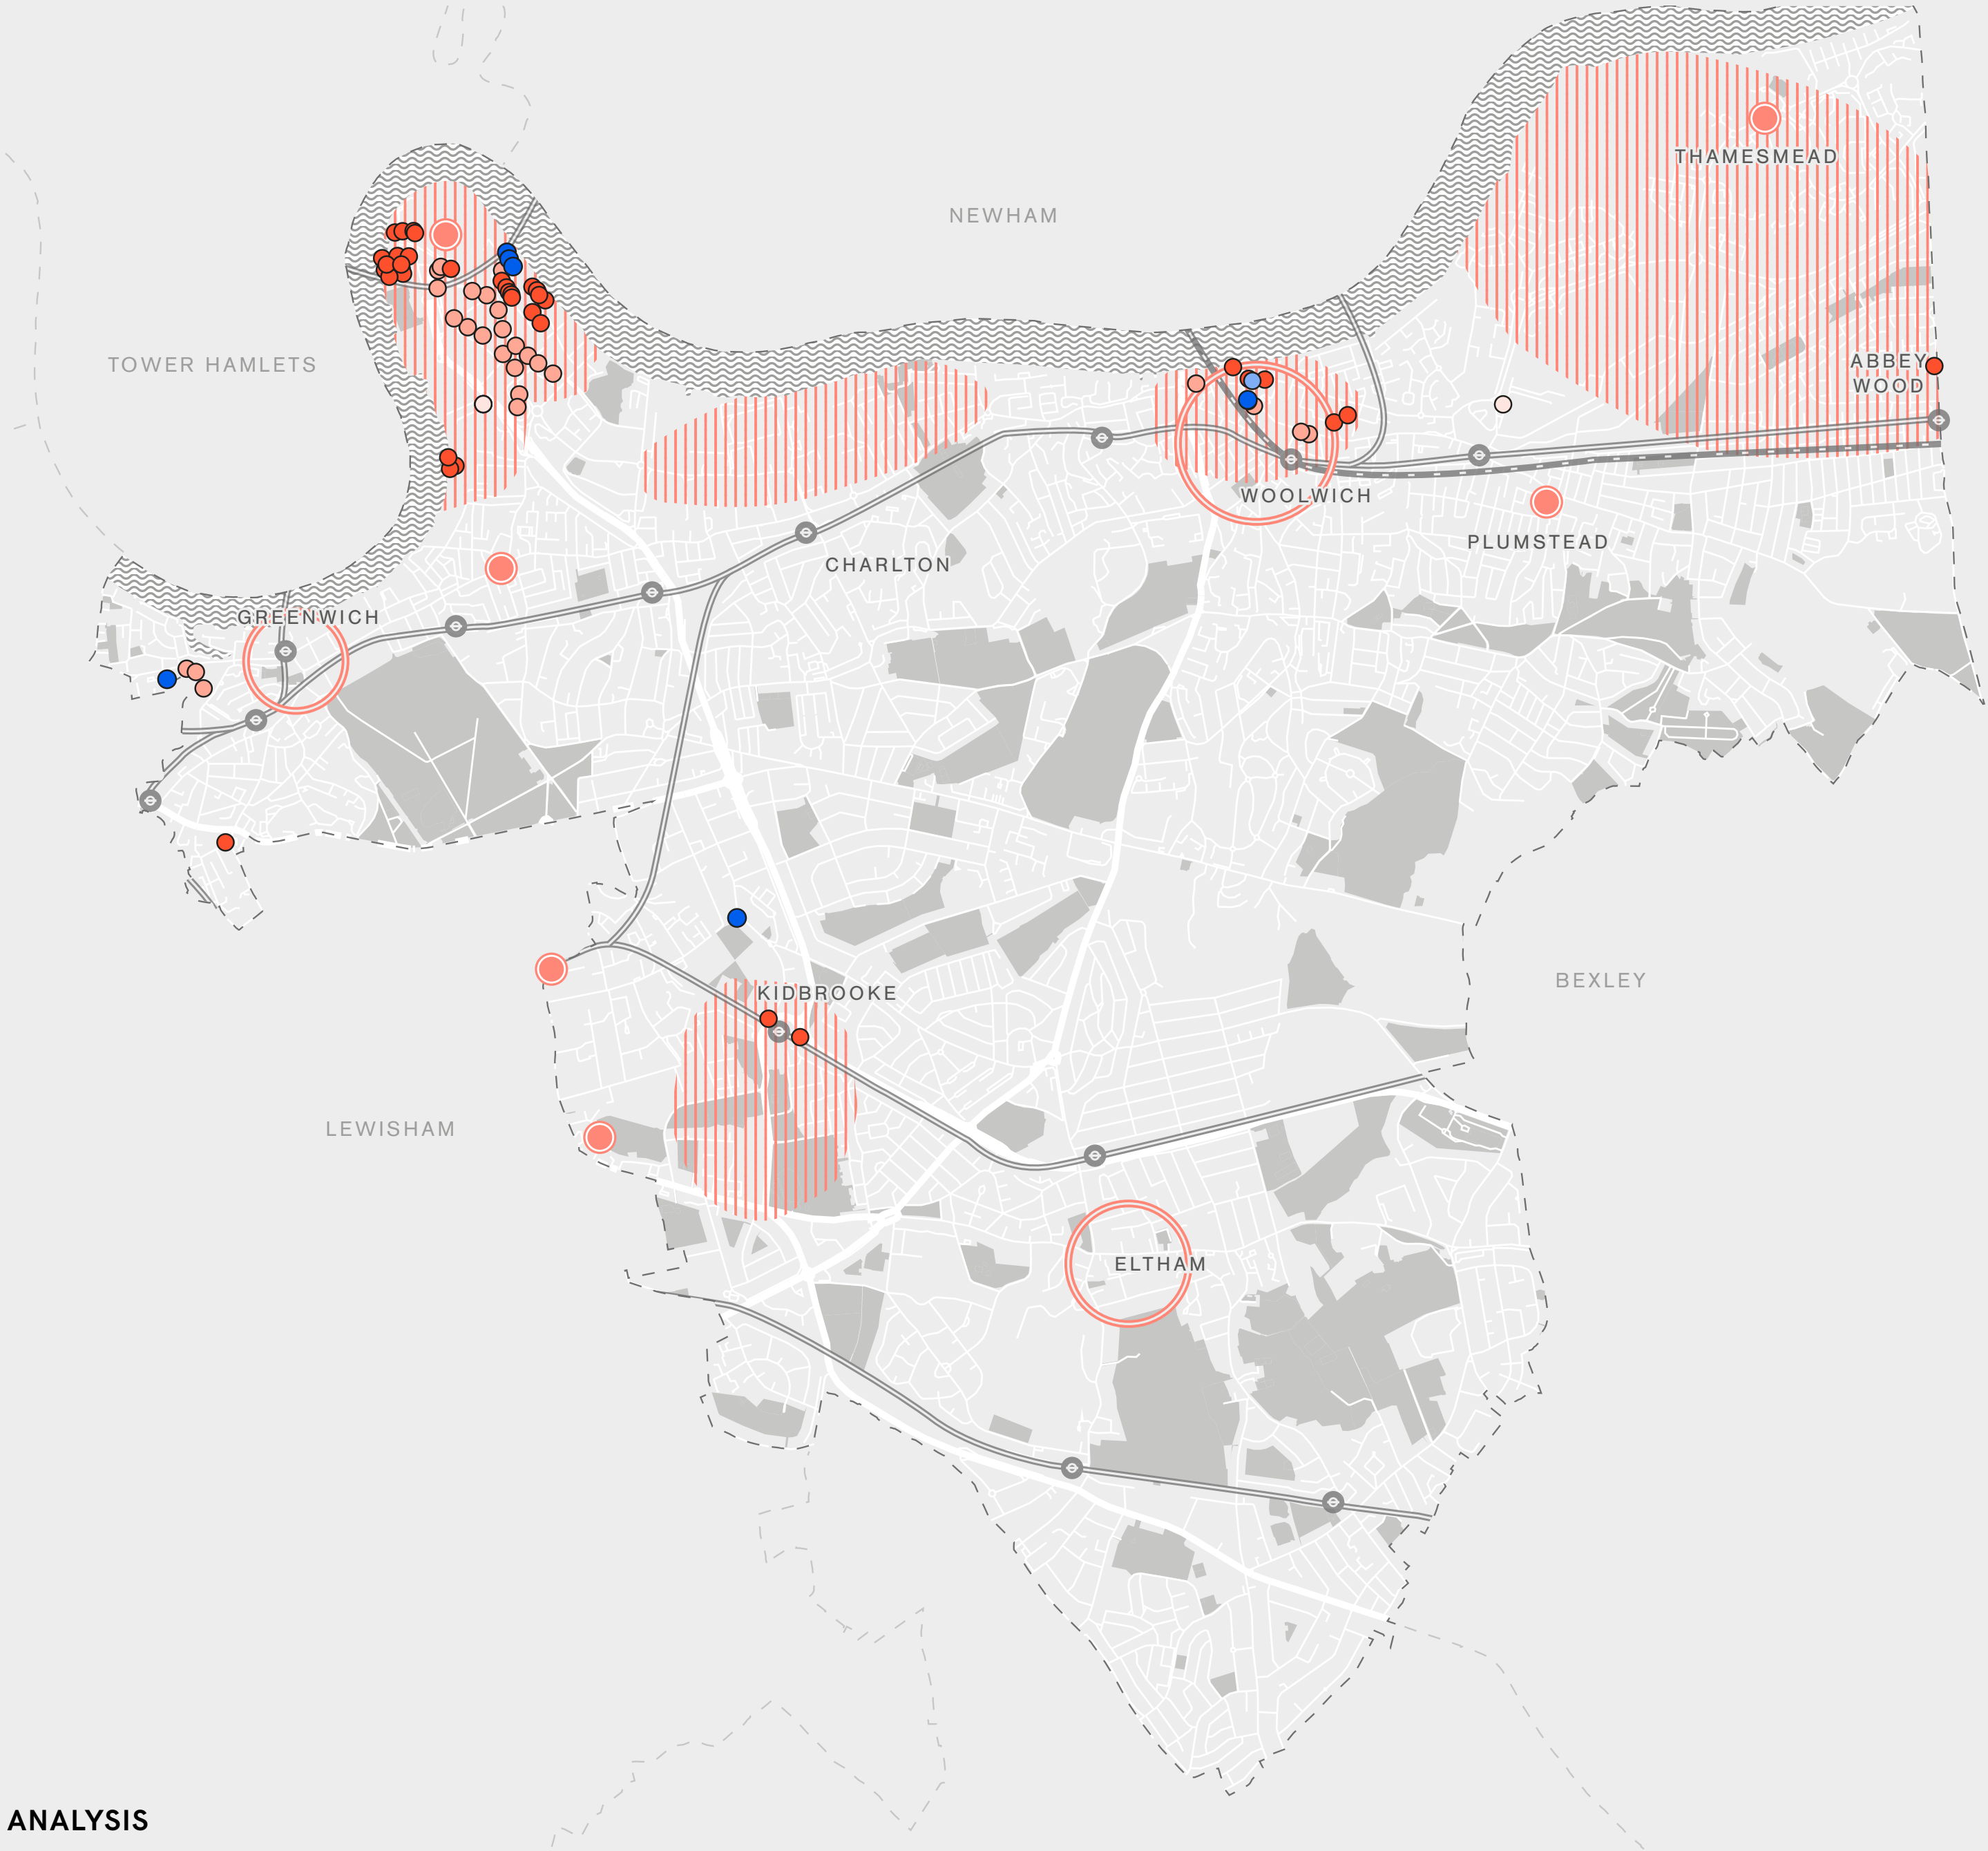 THAMESMEAD
NEWHAM
TOWER HAMLETS
ABBEY
WOOD
WOOLWICH
PLUMSTEAD
CHARLTON
GREENWICH
BEXLEY
KIDBROOKE
LEWISHAM
ELTHAM
ANALYSIS